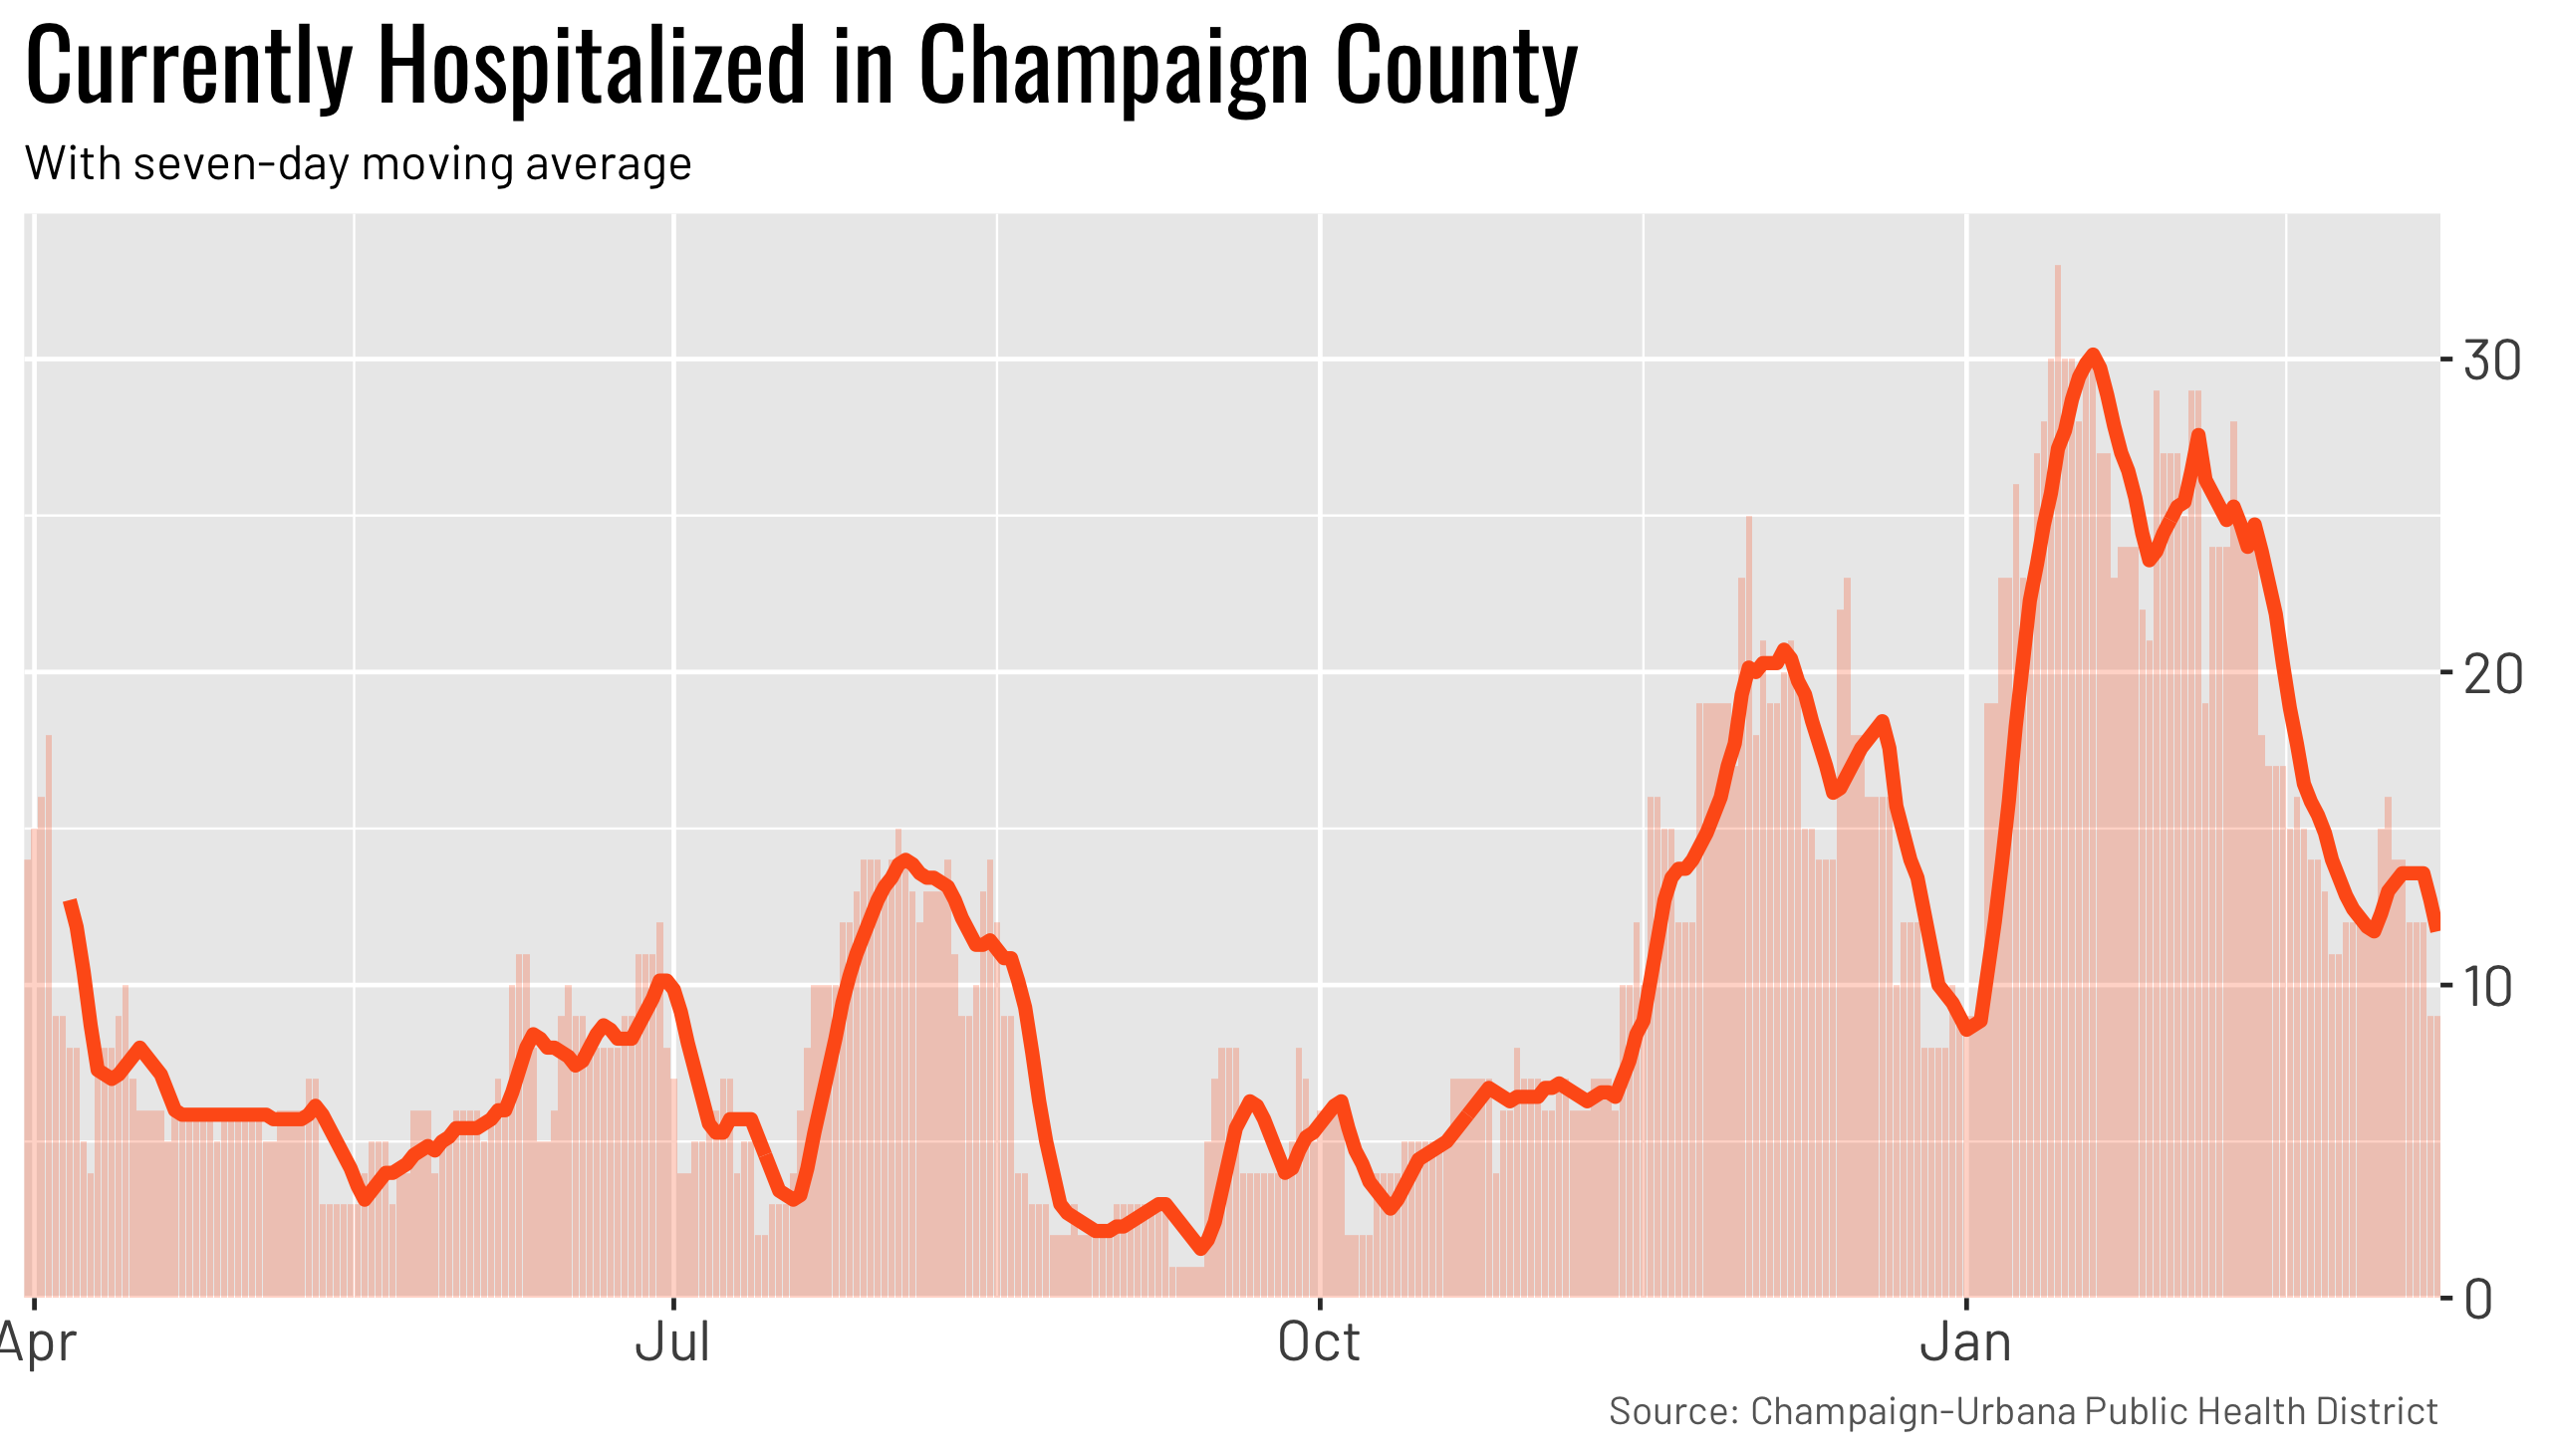 Currently Hospitalized in Champaign County
With seven-day moving average
30
20
10
0
Apr Jul Oct Jan
Source: Champaign-Urbana Public Health District